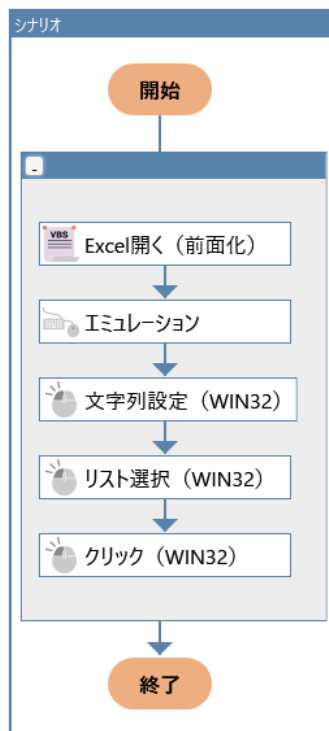 シナリオ
開始
-
VBS
Excel開く（前面化）
エミュレーション
文字列設定（WIN32）
リスト選択（WIN32）
クリック（WIN32）
終了